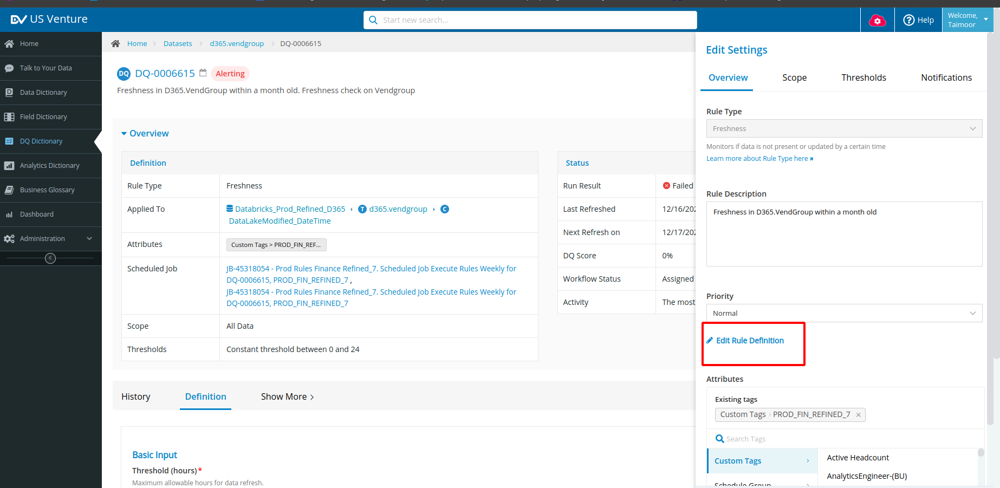 US Venture
Start new search...
Help
Welcome,
Taimoor
Home
Talk to Your Data
Data Dictionary
Field Dictionary
DQ Dictionary
Analytics Dictionary
Business Glossary
Dashboard
Administration
Home > Datasets > d365.vendgroup > DQ-0006615
DQ DQ-0006615 Alerting
Freshness in D365.VendGroup within a month old. Freshness check on Vendgroup
Overview
Definition
Rule Type Freshness
Applied To Databricks_Prod_Refined_D365 T d365.vendgroup C
DataLakeModified_DateTime
Attributes Custom Tags > PROD_FIN_REF...
Scheduled Job JB-45318054 - Prod Rules Finance Refined_7. Scheduled Job Execute Rules Weekly for
DQ-0006615, PROD_FIN_REFINED_7 ,
JB-45318054 - Prod Rules Finance Refined_7. Scheduled Job Execute Rules Weekly for
DQ-0006615, PROD_FIN_REFINED_7
Scope All Data
Thresholds Constant threshold between 0 and 24
Status
Run Result Failed
Last Refreshed 12/16/202
Next Refresh on 12/17/202
DQ Score 0%
Workflow Status Assigned
Activity The most
History Definition Show More >
Basic Input
Threshold (hours)*
Maximum allowable hours for data refresh.
Edit Settings
Overview Scope Thresholds Notifications
Rule Type
Freshness
Monitors if data is not present or updated by a certain time
Learn more about Rule Type here
Rule Description
Freshness in D365.VendGroup within a month old
Priority
Normal
Edit Rule Definition
Attributes
Existing tags
Custom Tags > PROD_FIN_REFINED_7 ×
Search Tags
Custom Tags >
Schedule Group
Active Headcount
AnalyticsEngineer-(BU)